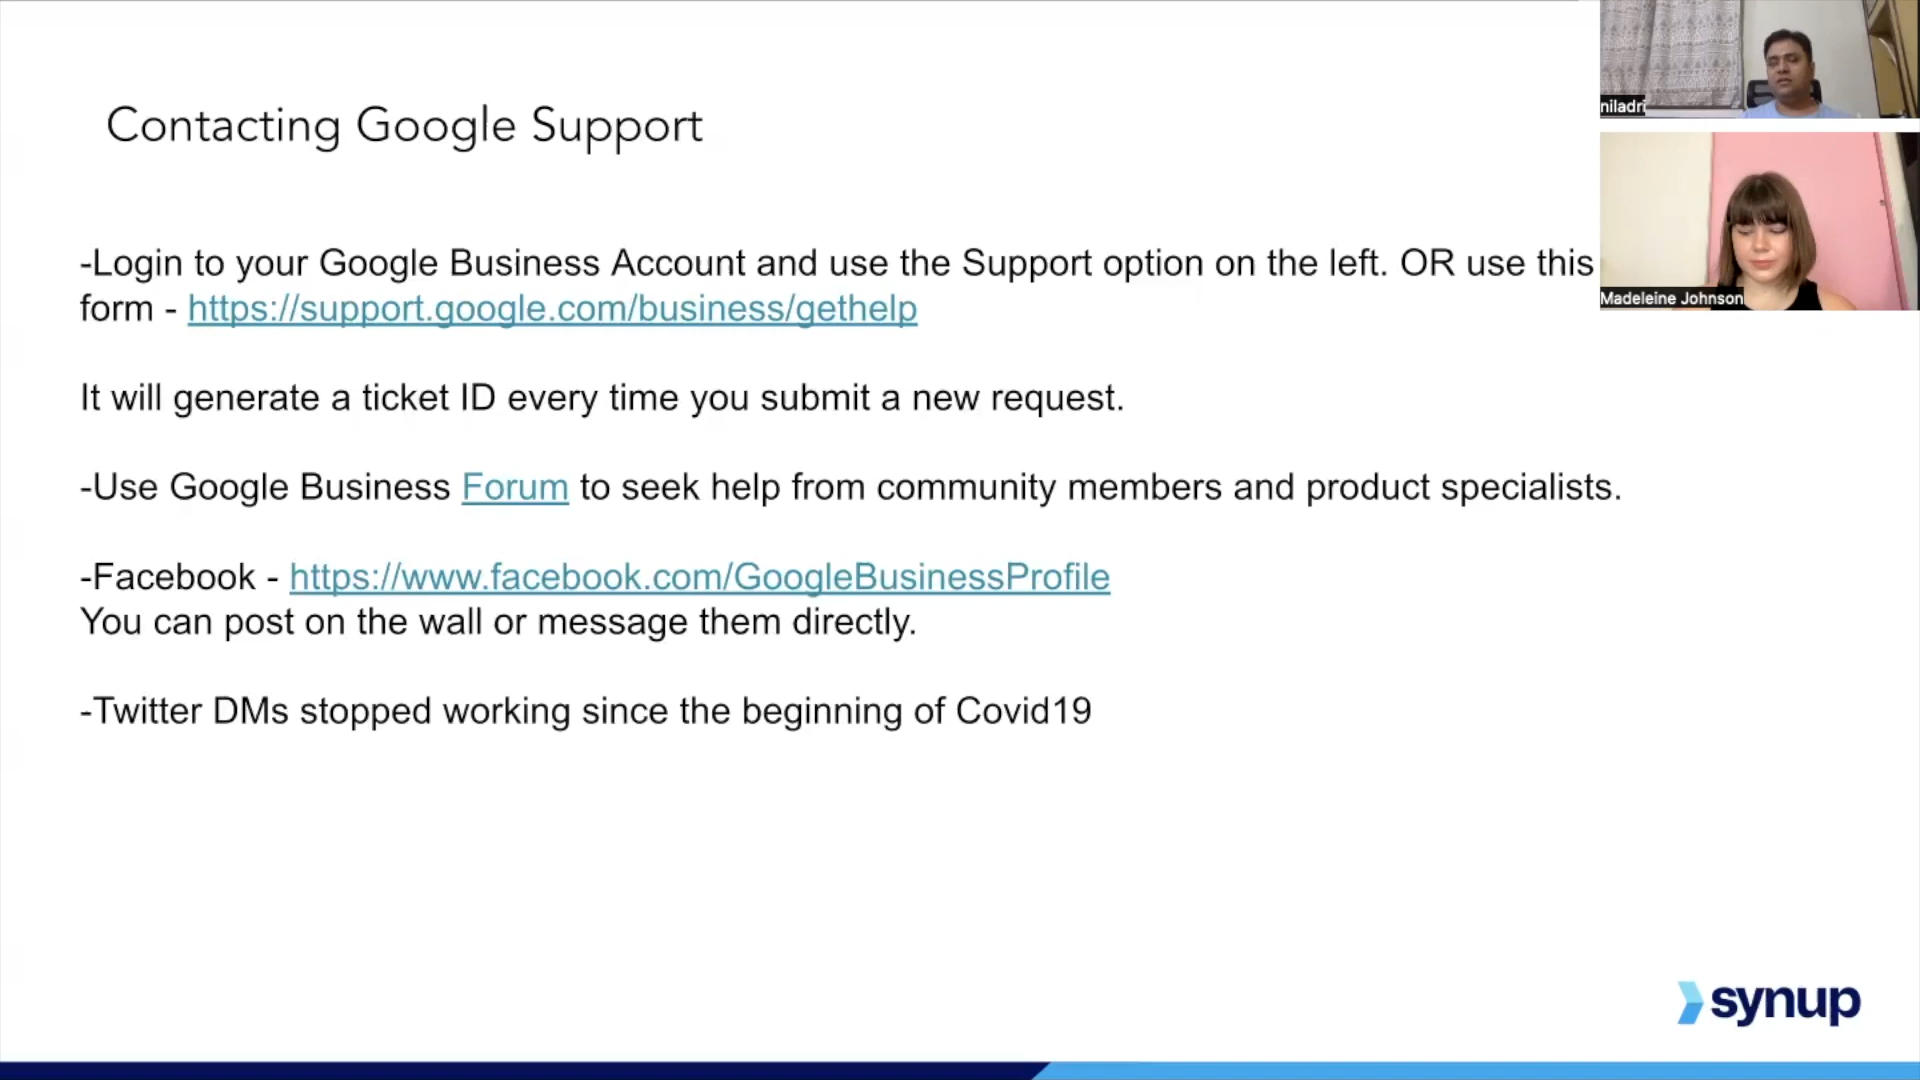 Contacting Google Support
niladri
Madeleine Johnson
-Login to your Google Business Account and use the Support option on the left. OR use this
form - https://support.google.com/business/gethelp
It will generate a ticket ID every time you submit a new request.
-Use Google Business Forum to seek help from community members and product specialists.
-Facebook - https://www.facebook.com/GoogleBusinessProfile
You can post on the wall or message them directly.
-Twitter DMs stopped working since the beginning of Covid19
synup